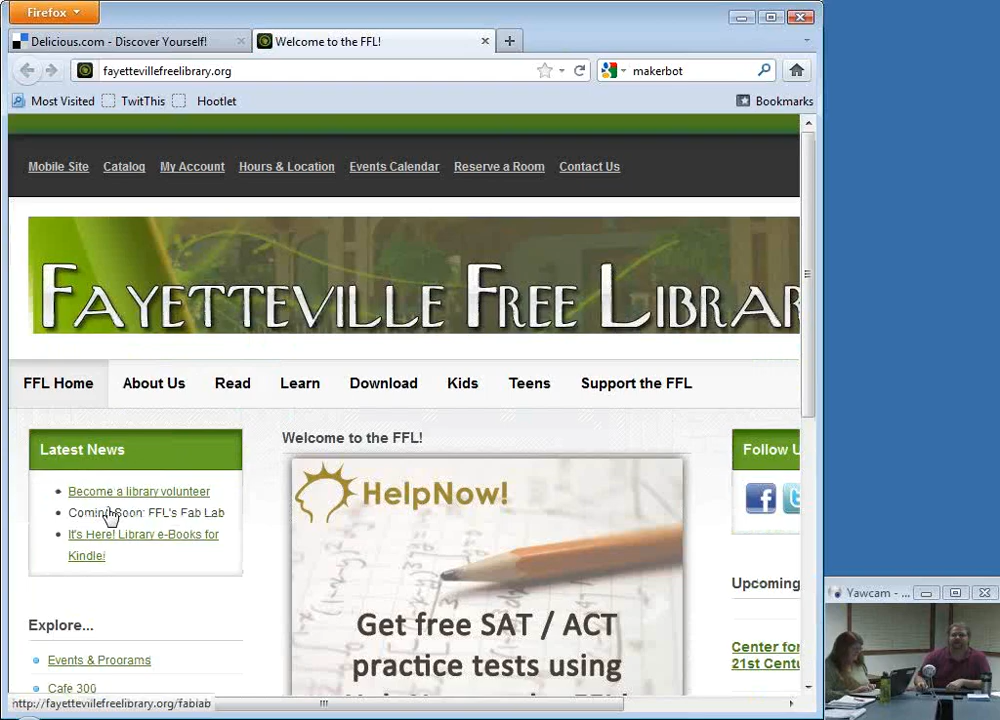 Firefox
Delicious.com - Discover Yourself!
Welcome to the FFL!
fayettevillefreelibrary.org
makerbot
Most Visited
TwitThis
Hootlet
Bookmarks
Mobile Site
Catalog
My Account
Hours & Location
Events Calendar
Reserve a Room
Contact Us
FAYETTEVILLE FREE LIBRAR
FFL Home
About Us
Read
Learn
Download
Kids
Teens
Support the FFL
Latest News
Become a library volunteer
Coming Soon: FFL's Fab Lab
It's Here! Library e-Books for
Kindle!
Explore...
Events & Programs
Cafe 300
Welcome to the FFL!
HelpNow!
Get free SAT / ACT
practice tests using
Follow U
Upcoming
Center for
21st Centu
http://fayettevillefreelibrary.org/fablab
Yawcam - ...